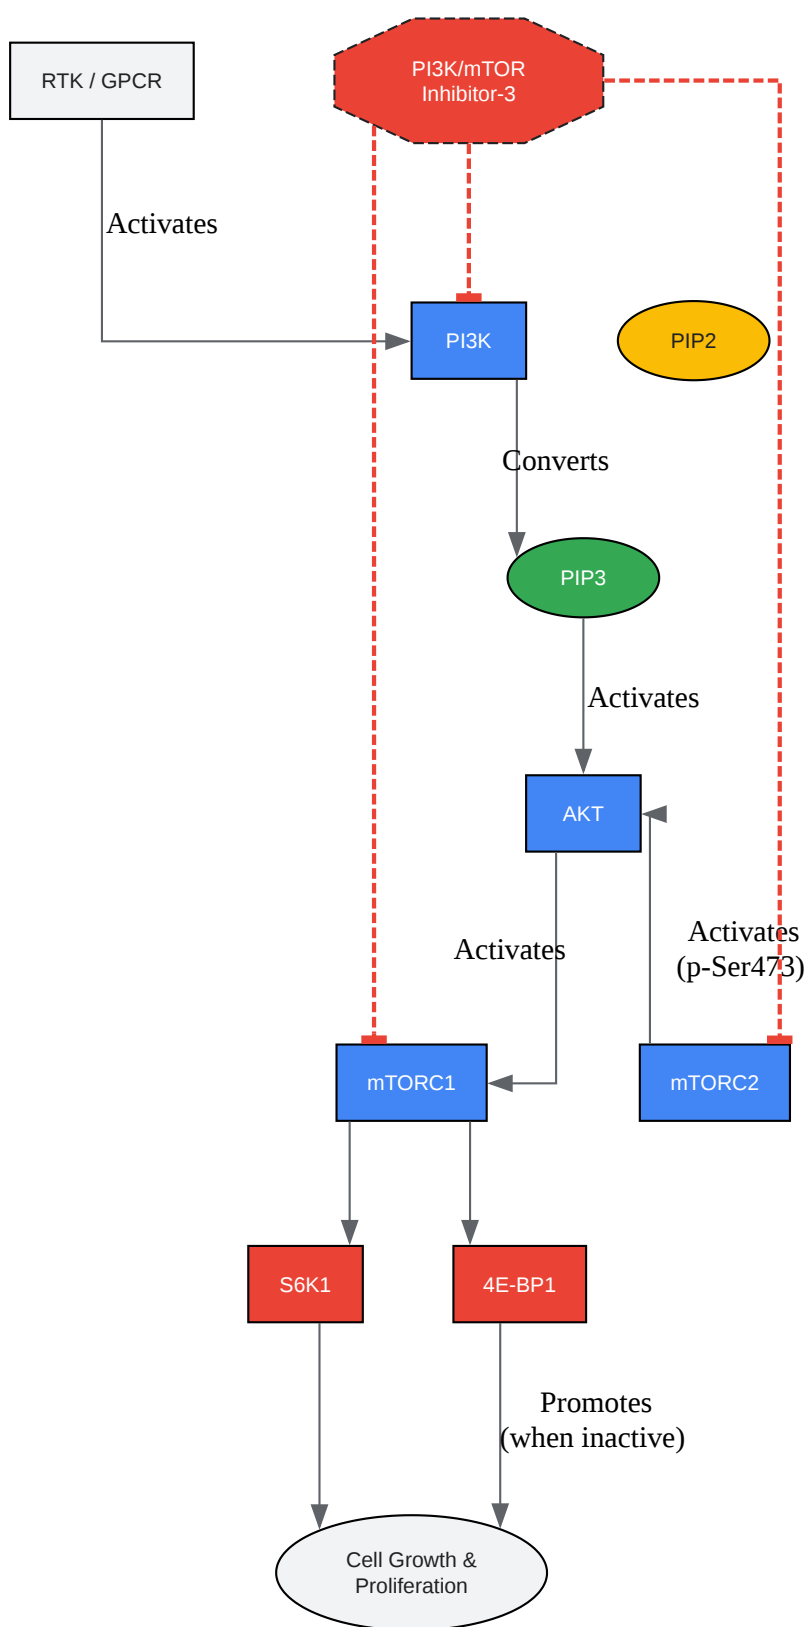 RTK / GPCR
PI3K/mTOR
Inhibitor-3
Activates
PI3K
PIP2
Converts
PIP3
Activates
AKT
Activates
Activates
(p-Ser473)
mTORC1
mTORC2
S6K1
4E-BP1
Promotes
(when inactive)
Cell Growth &
Proliferation